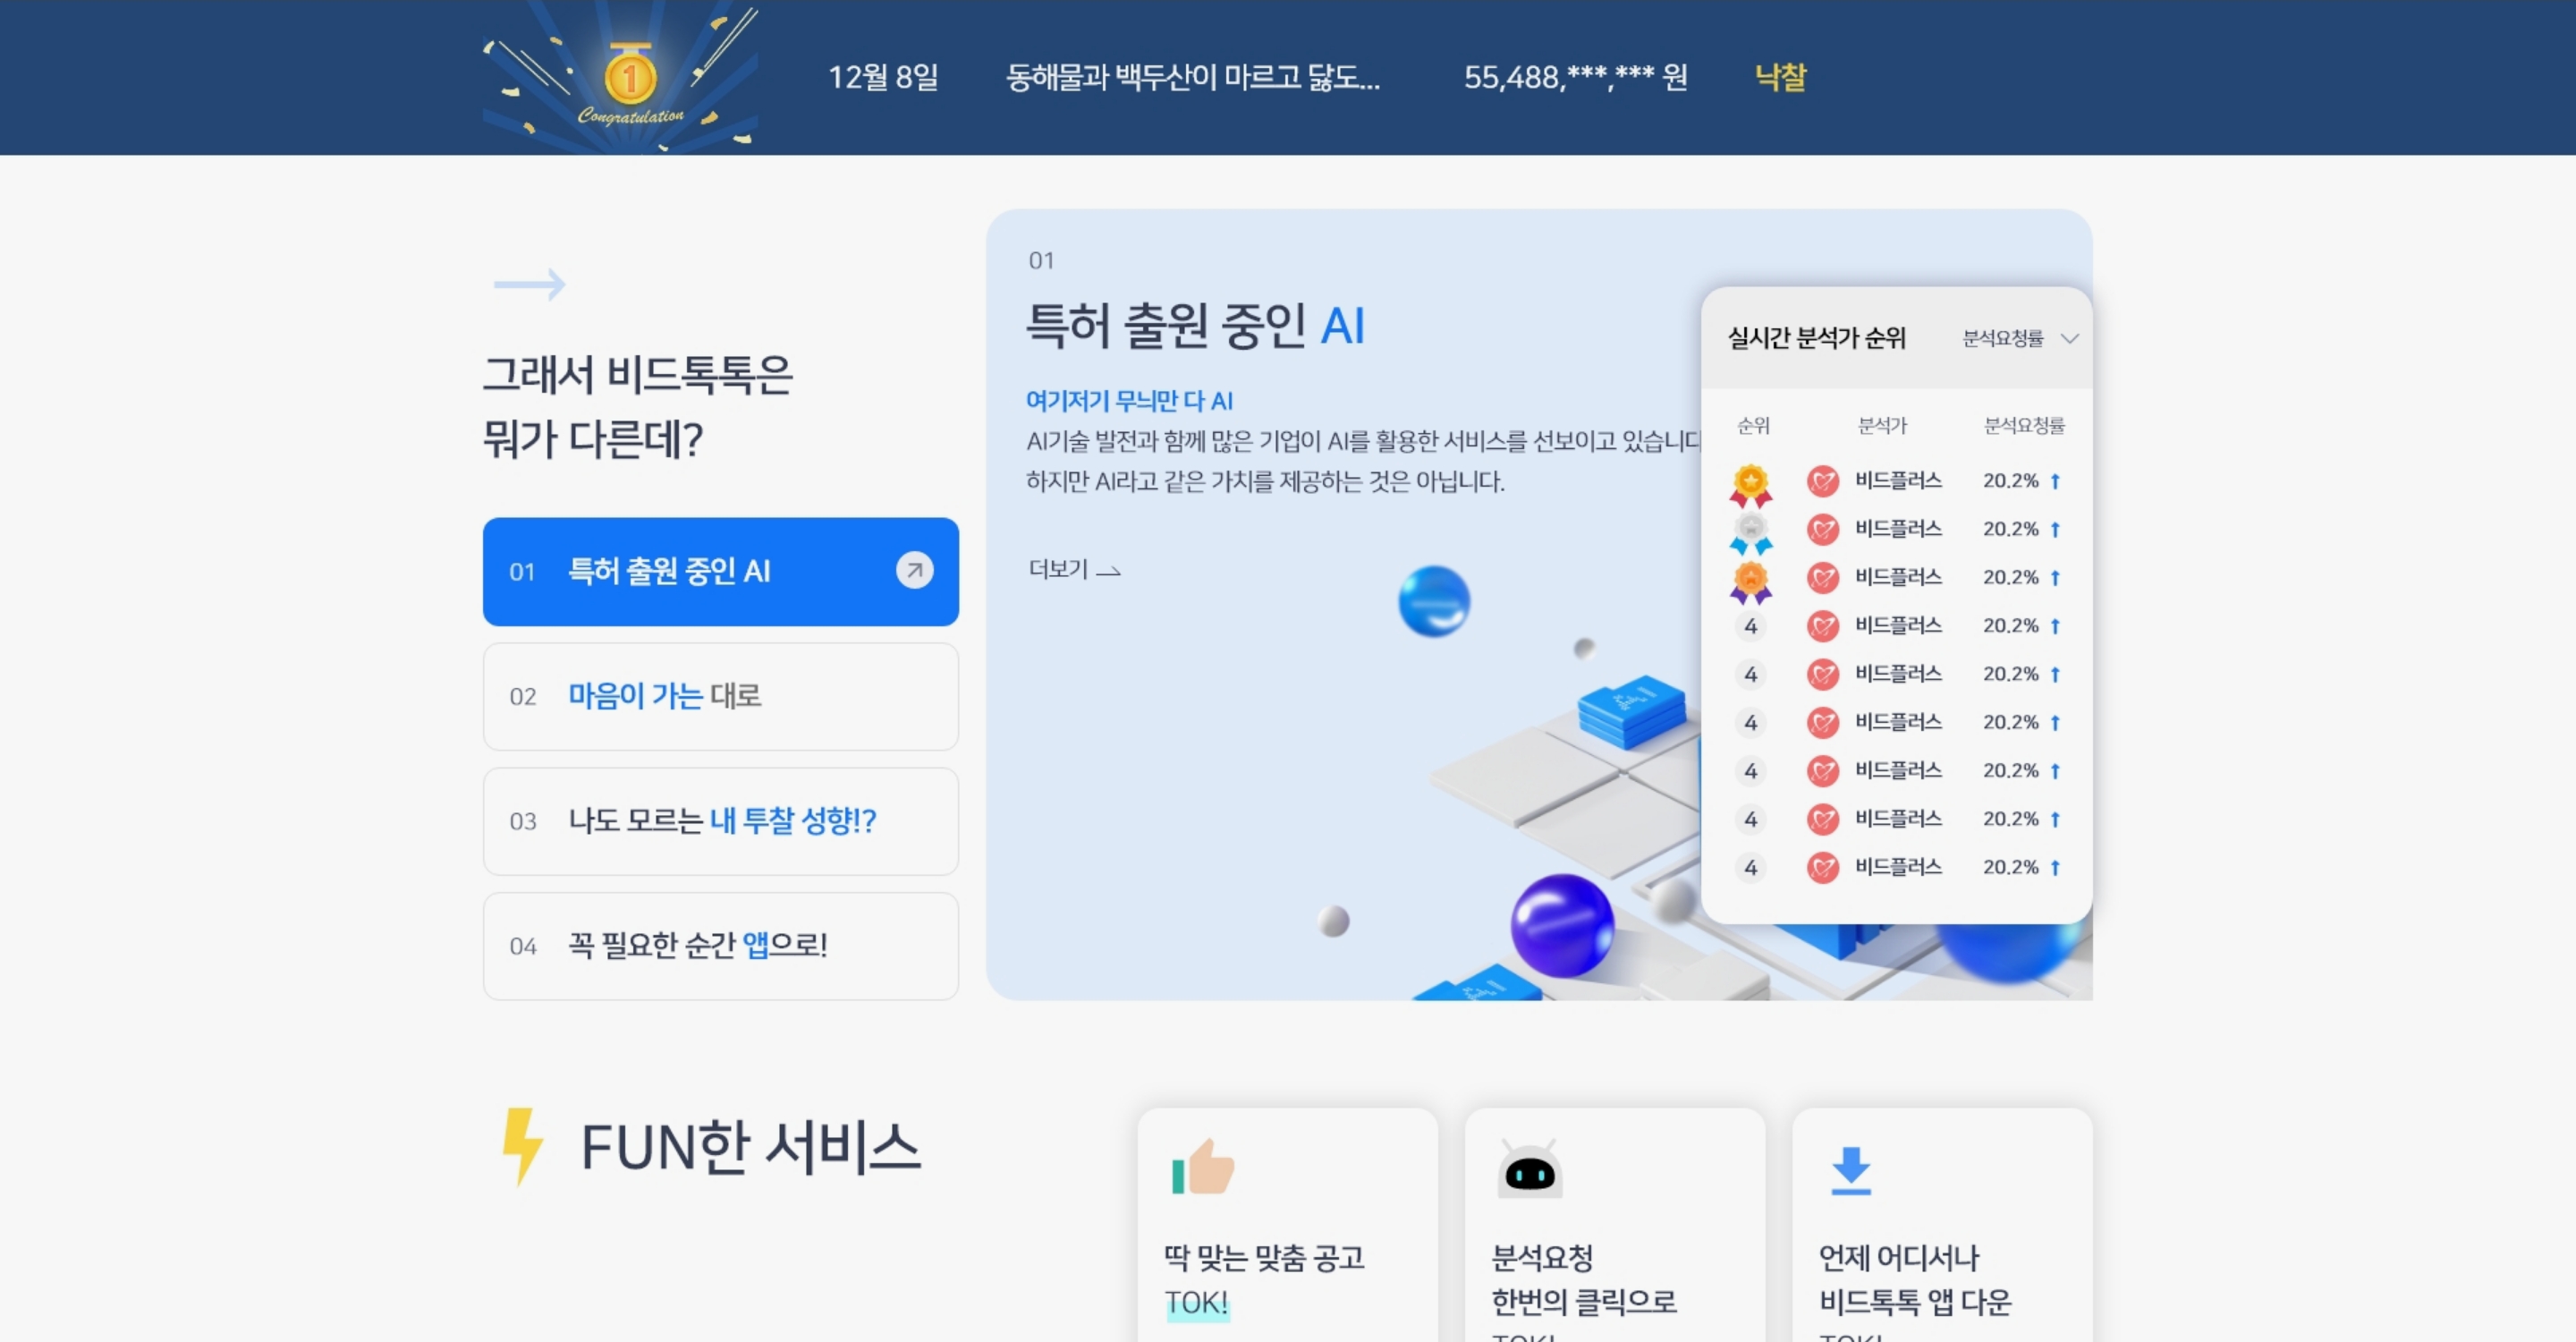 1
Congratulation
12월 8일 동해물과 백두산이 마르고 닳도... 55,488,***,*** 원 낙찰
그래서 비드톡톡은
뭐가 다른데?
01 특허 출원 중인 AI
02 마음이 가는 대로
03 나도 모르는 내 투찰 성향!?
04 꼭 필요한 순간 앱으로!
01
특허 출원 중인 AI
여기저기 무늬만 다 AI
AI기술 발전과 함께 많은 기업이 AI를 활용한 서비스를 선보이고 있습니다
하지만 AI라고 같은 가치를 제공하는 것은 아닙니다.
더보기
실시간 분석가 순위 분석요청률
순위 분석가 분석요청률
비드플러스 20.2%
비드플러스 20.2%
비드플러스 20.2%
4 비드플러스 20.2%
4 비드플러스 20.2%
4 비드플러스 20.2%
4 비드플러스 20.2%
4 비드플러스 20.2%
4 비드플러스 20.2%
FUN한 서비스
딱 맞는 맞춤 공고
TOK!
분석요청
한번의 클릭으로
TOK!
언제 어디서나
비드톡톡 앱 다운
TOK!